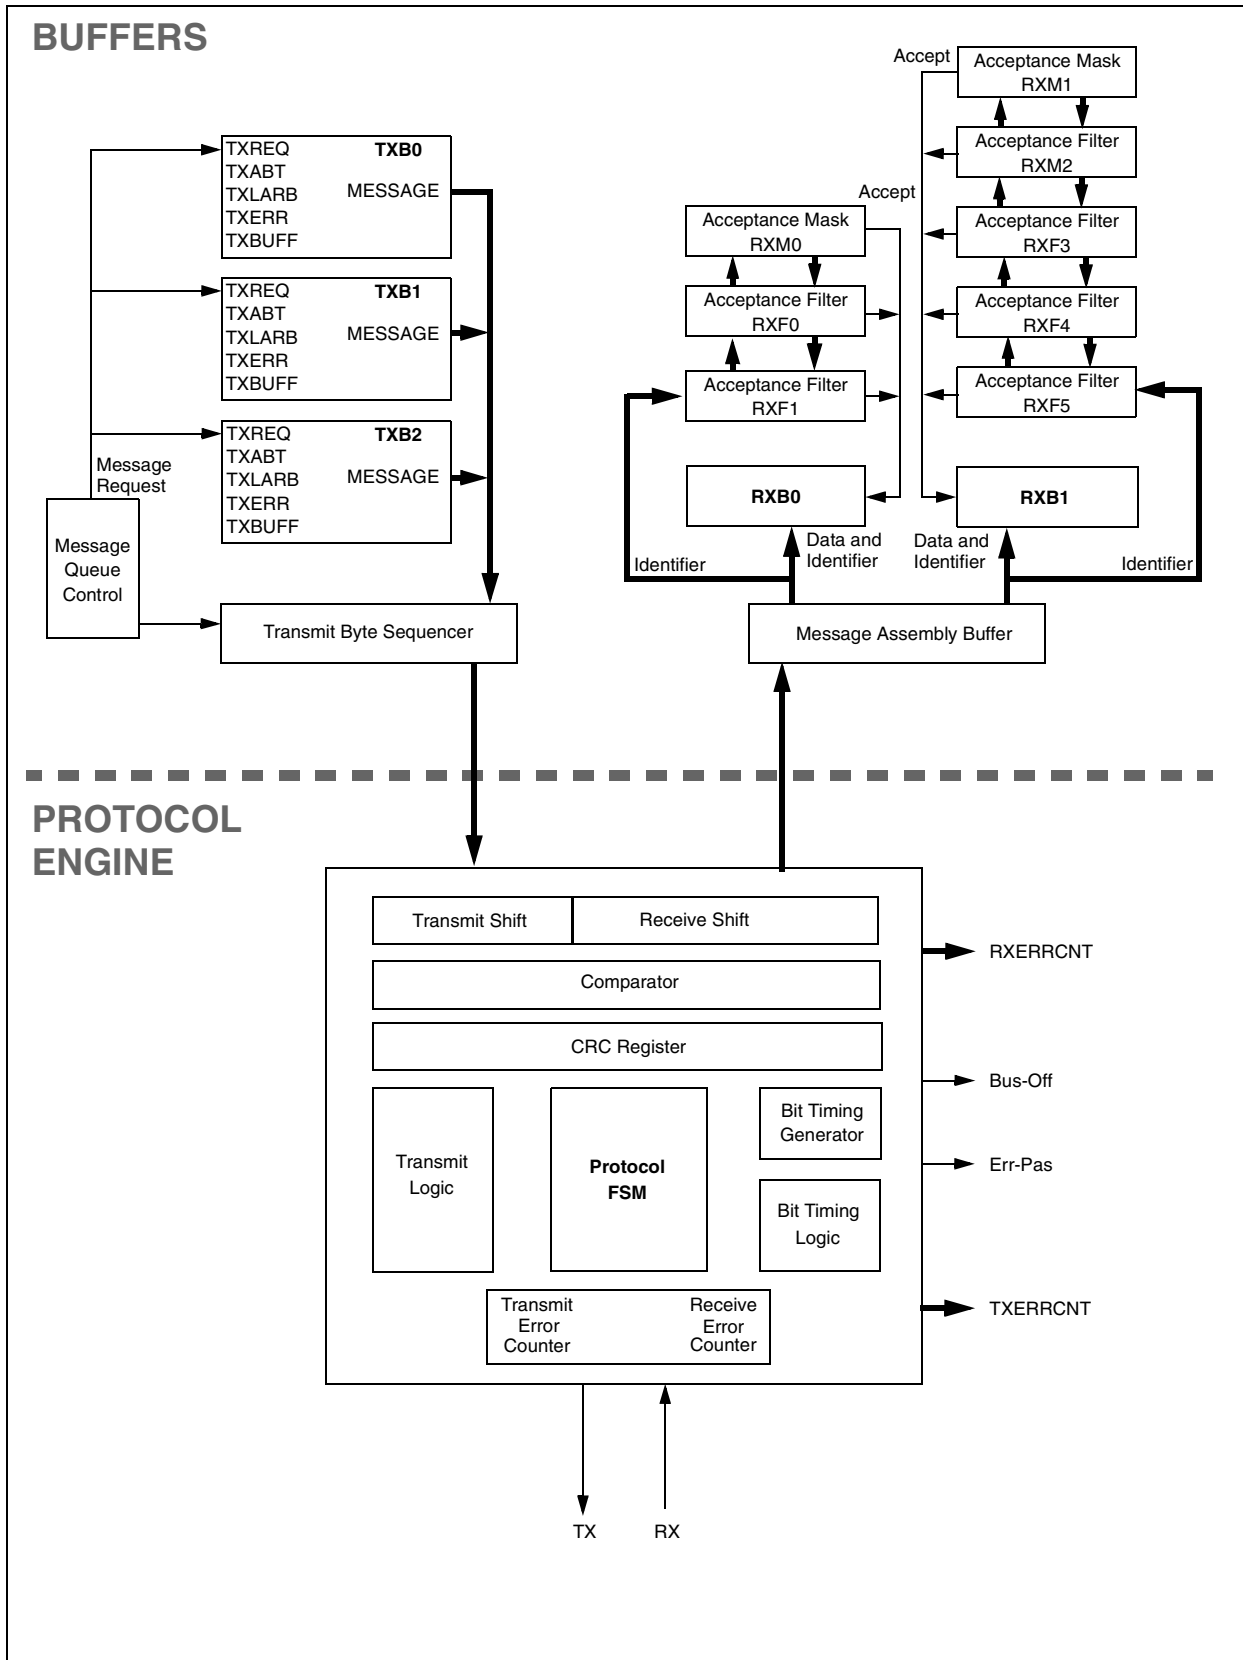 BUFFERS
TXREQ TXB0
TXABT
TXLARB MESSAGE
TXERR
TXBUFF
TXREQ TXB1
TXABT
TXLARB MESSAGE
TXERR
TXBUFF
TXREQ TXB2
TXABT
TXLARB MESSAGE
TXERR
TXBUFF
Message
Request
Message
Queue
Control
Transmit Byte Sequencer
Accept
Acceptance Mask
RXM0
Acceptance Filter
RXF0
Acceptance Filter
RXF1
RXB0
Accept
Acceptance Mask
RXM1
Acceptance Filter
RXM2
Acceptance Filter
RXF3
Acceptance Filter
RXF4
Acceptance Filter
RXF5
RXB1
Identifier
Data and
Identifier
Data and
Identifier
Identifier
Message Assembly Buffer
PROTOCOL
ENGINE
Transmit Shift
Receive Shift
Comparator
CRC Register
Transmit
Logic
Protocol
FSM
Bit Timing
Generator
Bit Timing
Logic
Transmit
Error
Counter
Receive
Error
Counter
RXERRCNT
Bus-Off
Err-Pas
TXERRCNT
TX
RX